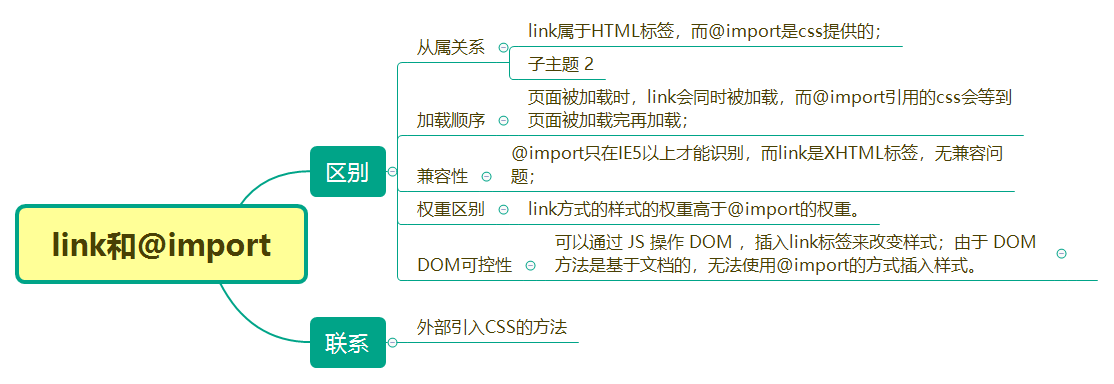 link和@import
区别
从属关系
link属于HTML标签，而@import是css提供的；
子主题 2
加载顺序
页面被加载时，link会同时被加载，而@import引用的css会等到
页面被加载完再加载；
兼容性
@import只在IE5以上才能识别，而link是XHTML标签，无兼容问
题；
权重区别
link方式的样式的权重高于@import的权重。
DOM可控性
可以通过 JS 操作 DOM ，插入link标签来改变样式；由于 DOM
方法是基于文档的，无法使用@import的方式插入样式。
联系
外部引入CSS的方法